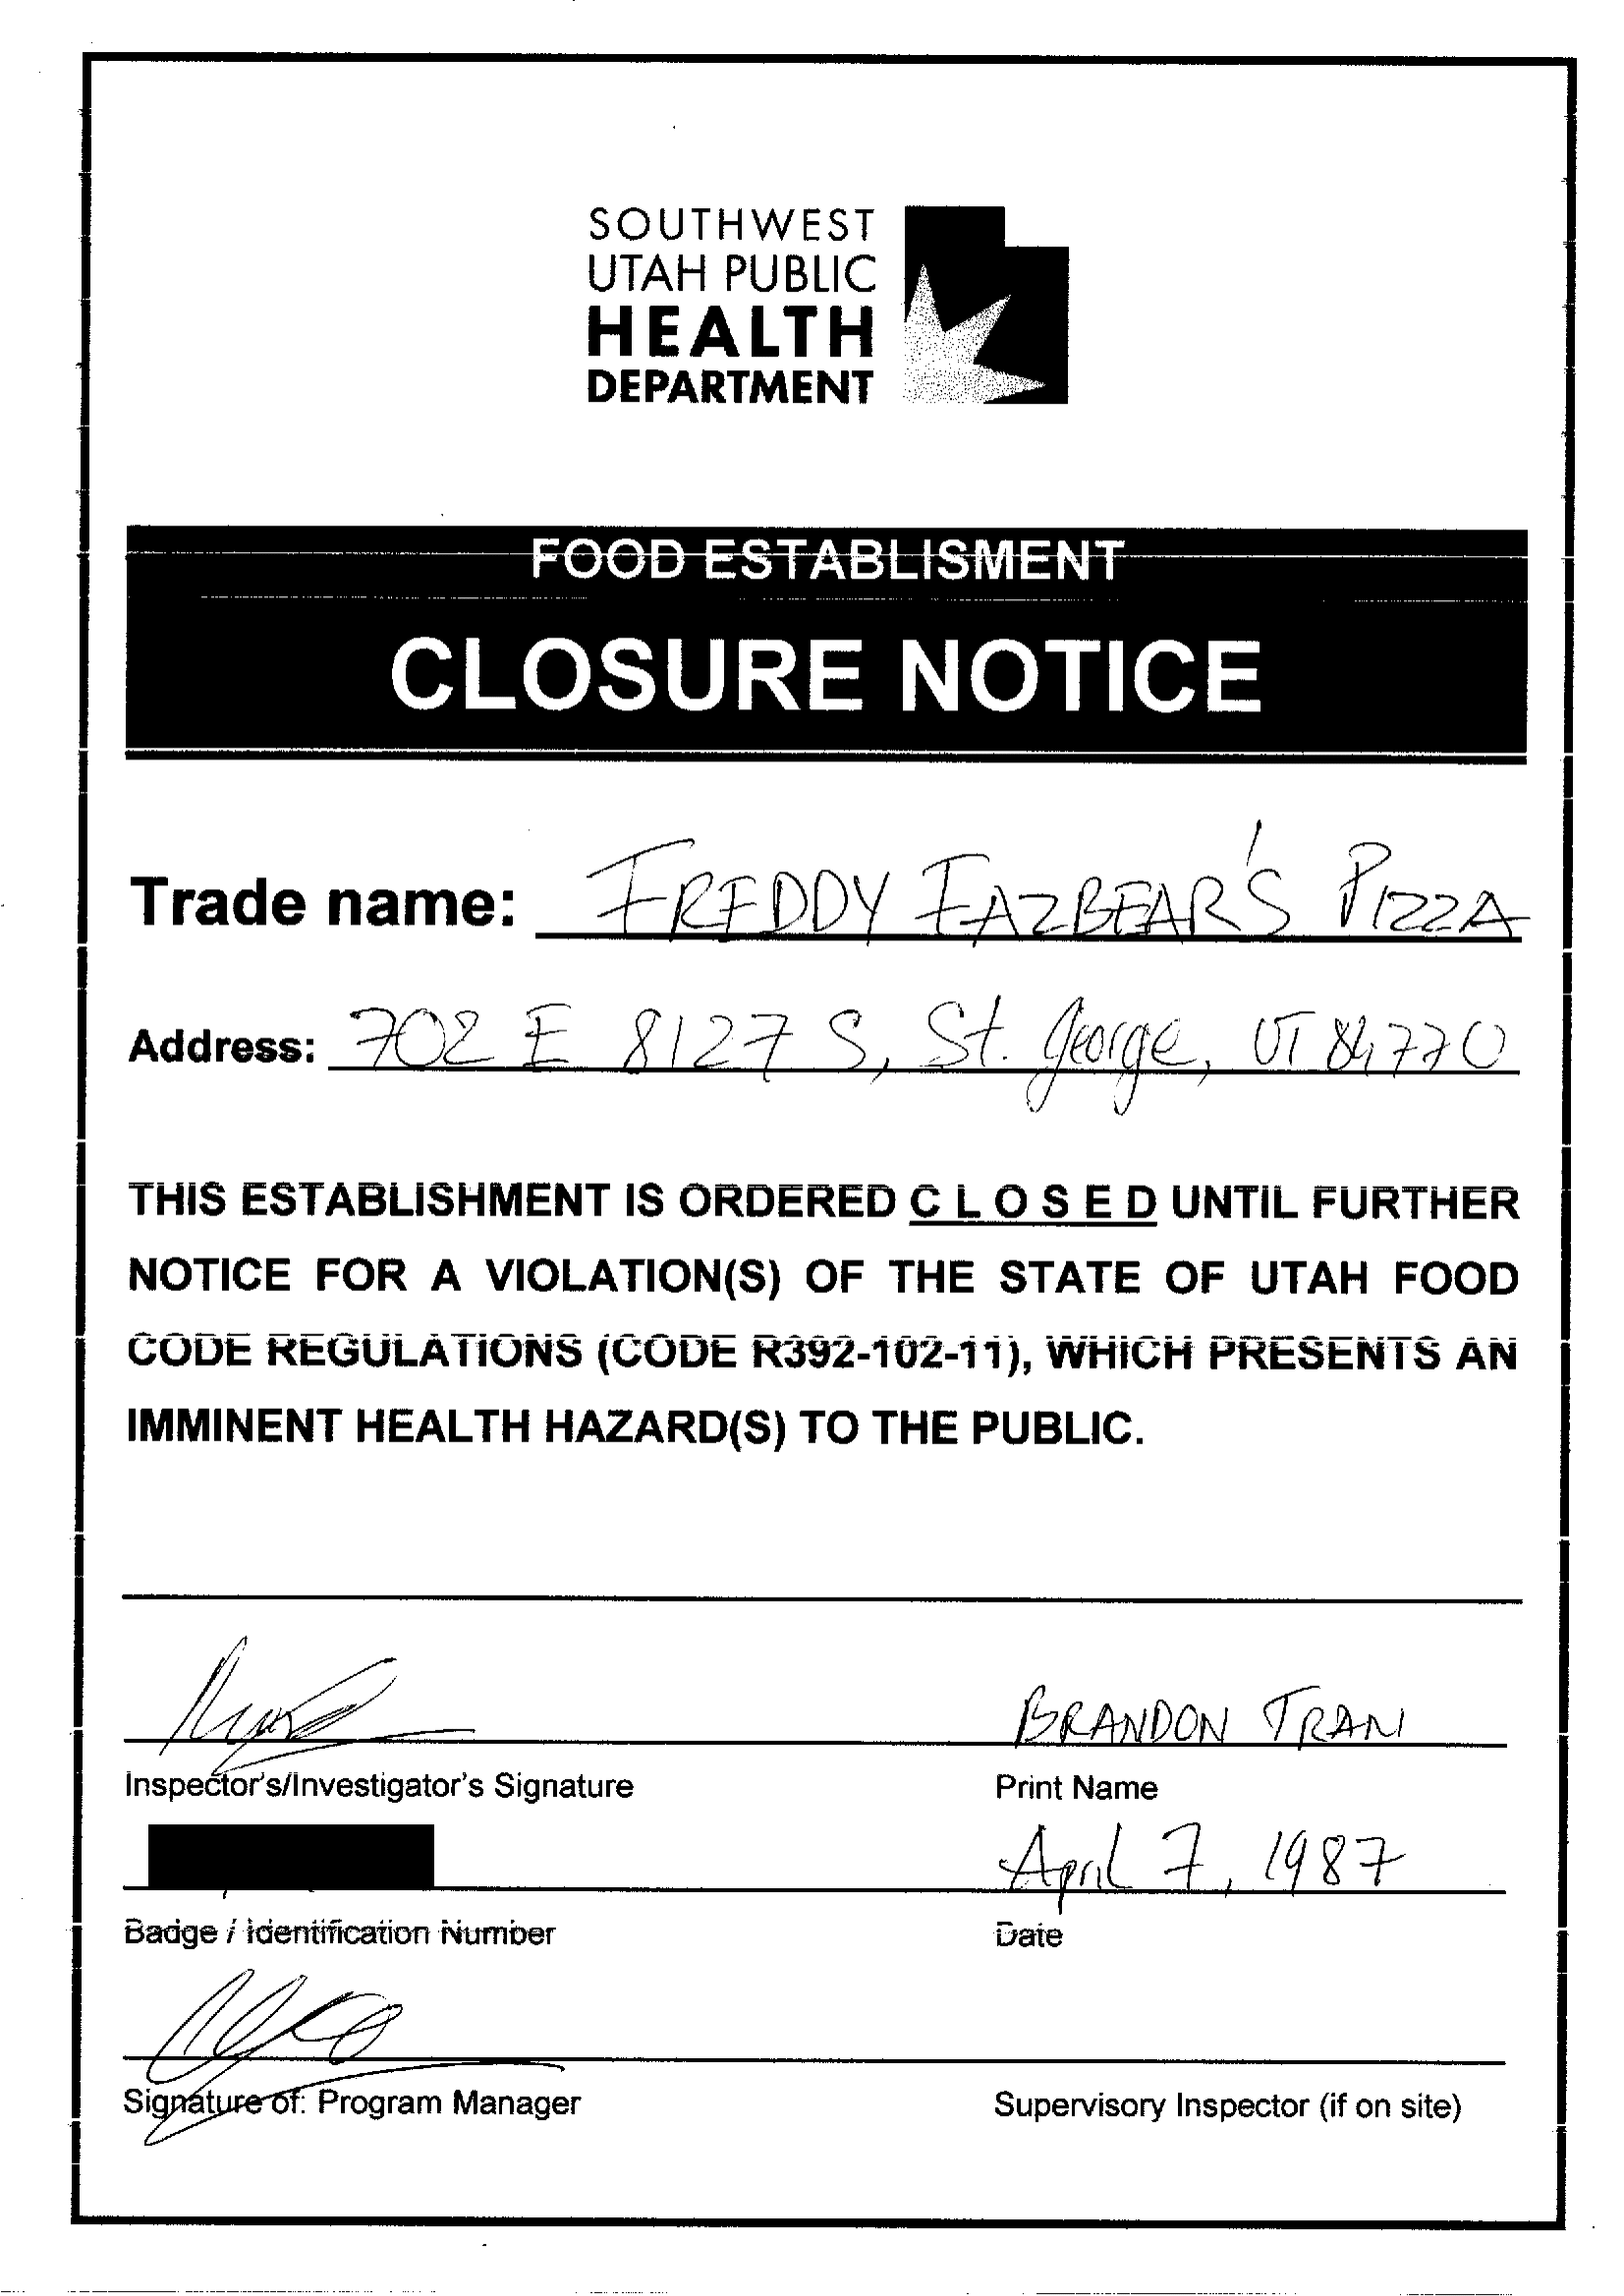 SOUTHWEST
UTAH PUBLIC
HEALTH
DEPARTMENT
FOOD ESTABLISMENT
CLOSURE NOTICE
Trade name: FREDDY FAZBEAR'S PIZZA
Address: 702 E 8127 S, St. George, UT 84770
THIS ESTABLISHMENT IS ORDERED C L O S E D UNTIL FURTHER
NOTICE FOR A VIOLATION(S) OF THE STATE OF UTAH FOOD
CODE REGULATIONS (CODE R392-102-11), WHICH PRESENTS AN
IMMINENT HEALTH HAZARD(S) TO THE PUBLIC.
BRANDON TRAN
Inspector's/Investigator's Signature Print Name
April 7, 1987
Badge / Identification Number Date
Signature of: Program Manager Supervisory Inspector (if on site)